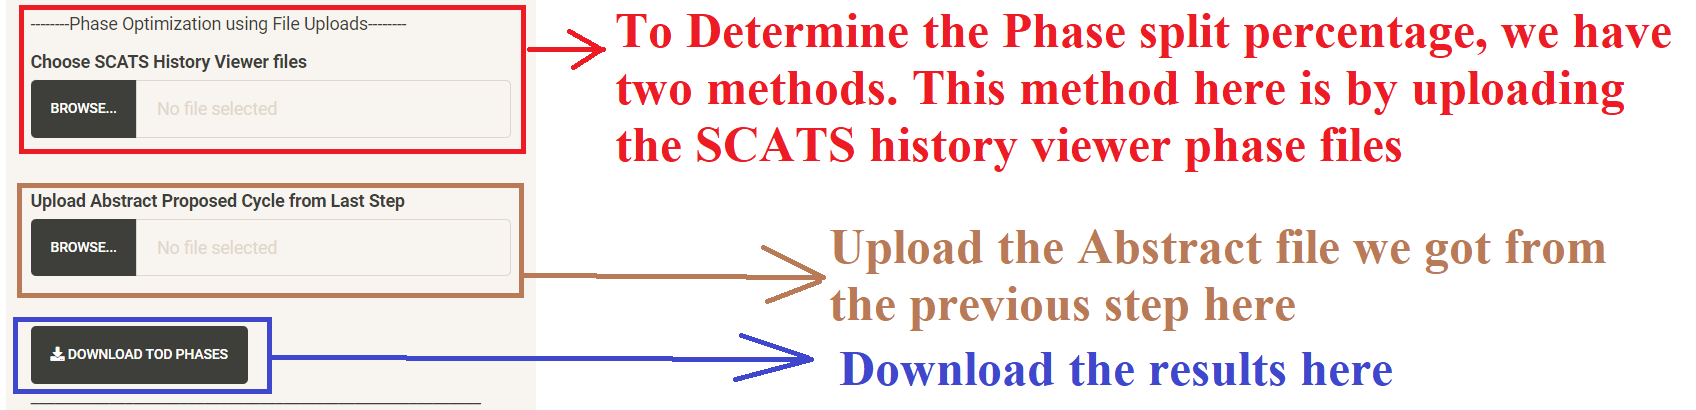 --------Phase Optimization using File Uploads--------
Choose SCATS History Viewer files
BROWSE... No file selected
To Determine the Phase split percentage, we have
two methods. This method here is by uploading
the SCATS history viewer phase files
Upload Abstract Proposed Cycle from Last Step
BROWSE... No file selected
Upload the Abstract file we got from
the previous step here
DOWNLOAD TOD PHASES
Download the results here